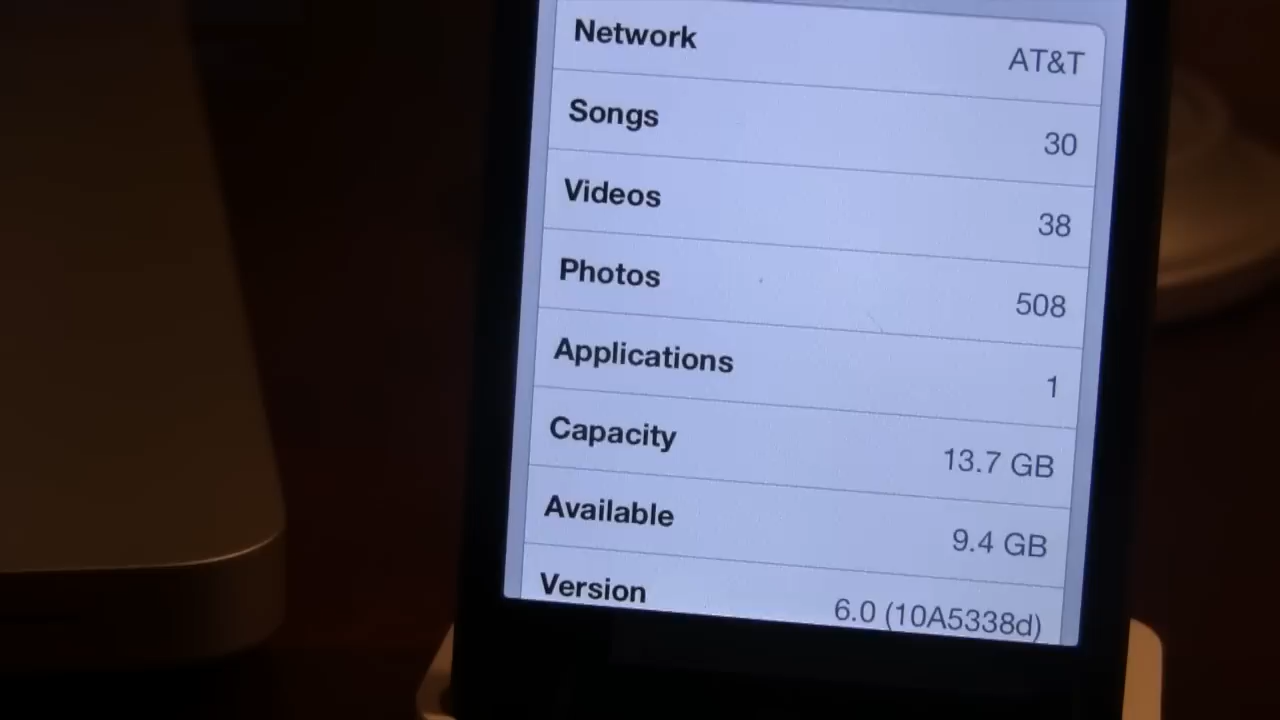 Network AT&T
Songs 30
Videos 38
Photos 508
Applications 1
Capacity 13.7 GB
Available 9.4 GB
Version 6.0 (10A5338d)